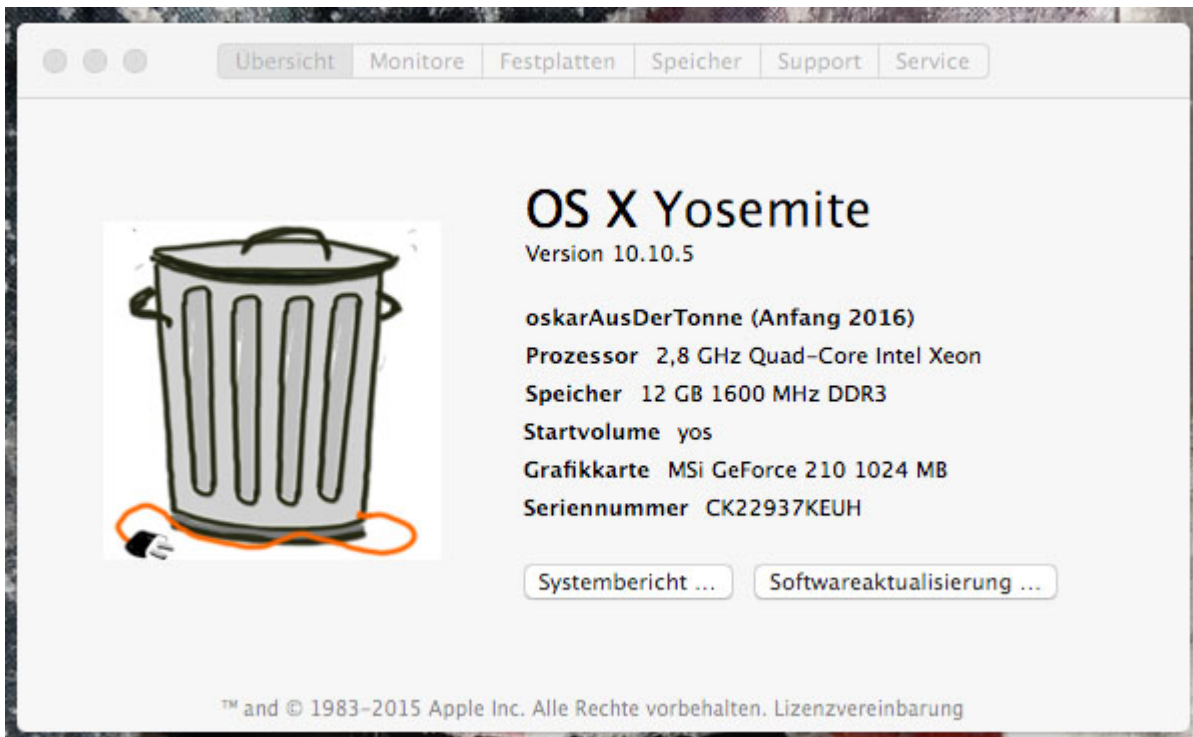 Übersicht Monitore Festplatten Speicher Support Service
OS X Yosemite
Version 10.10.5
oskarAusDerTonne (Anfang 2016)
Prozessor 2,8 GHz Quad-Core Intel Xeon
Speicher 12 GB 1600 MHz DDR3
Startvolume yos
Grafikkarte MSi GeForce 210 1024 MB
Seriennummer CK22937KEUH
Systembericht ... Softwareaktualisierung ...
™ and © 1983-2015 Apple Inc. Alle Rechte vorbehalten. Lizenzvereinbarung